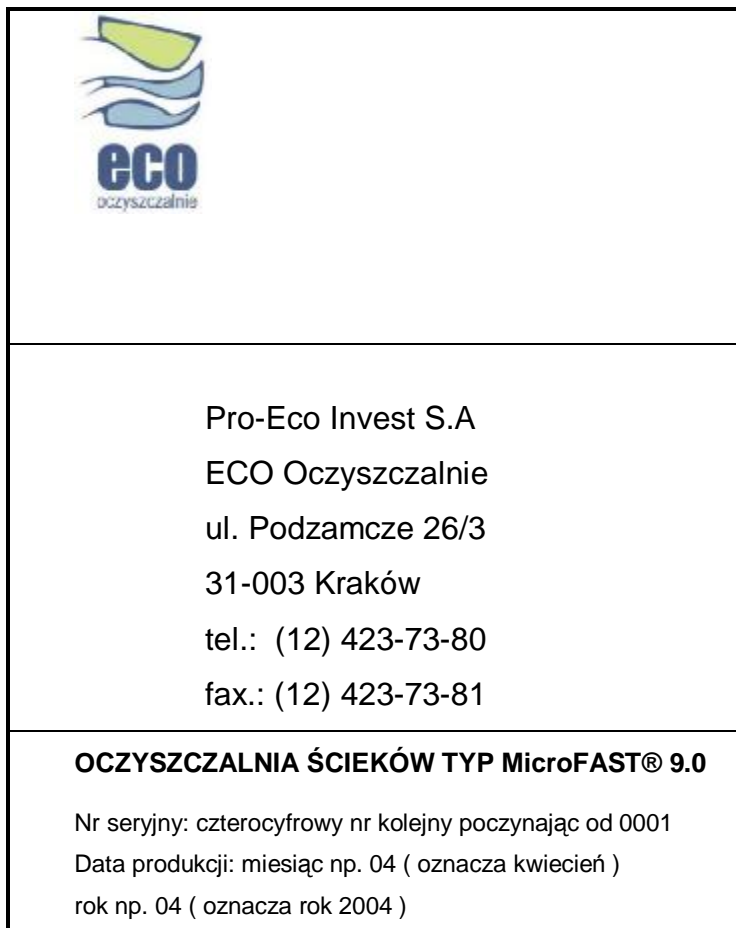 eco
oczyszczalnie
Pro-Eco Invest S.A
ECO Oczyszczalnie
ul. Podzamcze 26/3
31-003 Kraków
tel.: (12) 423-73-80
fax.: (12) 423-73-81
OCZYSZCZALNIA ŚCIEKÓW TYP MicroFAST® 9.0
Nr seryjny: czterocyfrowy nr kolejny poczynając od 0001
Data produkcji: miesiąc np. 04 ( oznacza kwiecień )
rok np. 04 ( oznacza rok 2004 )